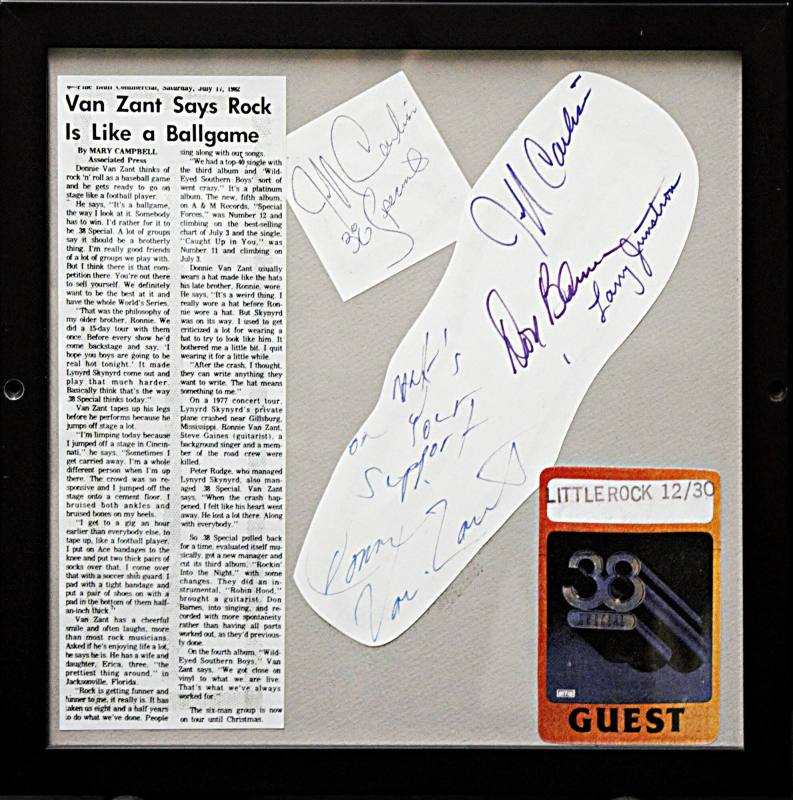 Pine Bluff Commercial, Saturday, July 17, 1982
Van Zant Says Rock
Is Like a Ballgame
By MARY CAMPBELL
Associated Press
Donnie Van Zant thinks of
rock 'n' roll as a baseball game
and he gets ready to go on
stage like a football player.
He says, "It's a ballgame,
the way I look at it. Somebody
has to win. I'd rather for it to
be .38 Special. A lot of groups
say it should be a brotherly
thing. I'm really good friends
of a lot of groups we play with.
But I think there is that com-
petition there. You're out there
to sell yourself. We definitely
want to be the best at it and
have the whole World's Series.
"That was the philosophy of
my older brother, Ronnie. We
did a 15-day tour with them
once. Before every show he'd
come backstage and say, 'I
hope you boys are going to be
real hot tonight.' It made
Lynyrd Skynyrd come out and
play that much harder.
Basically think that's the way
.38 Special thinks today."
Van Zant tapes up his legs
before he performs because he
jumps off stage a lot.
"I'm limping today because
I jumped off a stage in Cincin-
nati," he says. "Sometimes I
get carried away. I'm a whole
different person when I'm up
there. The crowd was so re-
sponsive and I jumped off the
stage onto a cement floor. I
bruised both ankles and
bruised bones on my heels.
"I get to a gig an hour
earlier than everybody else, to
tape up, like a football player.
I put on Ace bandages to the
knee and put two thick pairs of
socks over that. I come over
that with a soccer shih guard. I
pad with a tight bandage and
put a pair of shoes on with a
pad in the bottom of them half-
an-inch thick."
Van Zant has a cheerful
smile and often laughs, more
than most rock musicians.
Asked if he's enjoying life a lot,
he says he is. He has a wife and
daughter, Erica, three, "the
prettiest thing around," in
Jacksonville, Florida.
"Rock is getting funner and
funner to me, it really is. It has
taken us eight and a half years
to do what we've done. People
sing along with our songs.
"We had a top-40 single with
the third album and 'Wild-
Eyed Southern Boys' sort of
went crazy." It's a platinum
album. The new, fifth album,
on A & M Records, "Special
Forces," was Number 12 and
climbing on the best-selling
chart of July 3 and the single,
"Caught Up in You," was
Number 11 and climbing on
July 3.
Donnie Van Zant usually
wears a hat made like the hats
his late brother, Ronnie, wore.
He says, "It's a weird thing. I
really wore a hat before Ron-
nie wore a hat. But Skynyrd
was on its way. I used to get
criticized a lot for wearing a
hat to try to look like him. It
bothered me a little bit. I quit
wearing it for a little while.
"After the crash, I thought,
they can write anything they
want to write. The hat means
something to me."
On a 1977 concert tour,
Lynyrd Skynyrd's private
plane crashed near Gillsburg,
Mississippi. Ronnie Van Zant,
Steve Gaines (guitarist), a
background singer and a mem-
ber of the road crew were
killed.
Peter Rudge, who managed
Lynyrd Skynyrd, also man-
aged .38 Special. Van Zant
says, "When the crash hap-
pened, I felt like his heart went
away. He lost a lot there. Along
with everybody."
So .38 Special pulled back
for a time, evaluated itself mu-
sically, got a new manager and
cut its third album, "Rockin'
Into the Night," with some
changes. They did an in-
strumental, "Robin Hood,"
brought a guitarist, Don
Barnes, into singing, and re-
corded with more spontaneity
rather than having all parts
worked out, as they'd previous-
ly done.
On the fourth album, "Wild-
Eyed Southern Boys," Van
Zant says, "We got close on
vinyl to what we are live.
That's what we've always
worked for."
The six-man group is now
on tour until Christmas.
Jeff Carlisi
38 Special
Jeff Carlisi
Don Barnes
Larry Junstrom
your
support
Donnie
Van Zant
LITTLEROCK 12/30
38
SPECIAL
GUEST